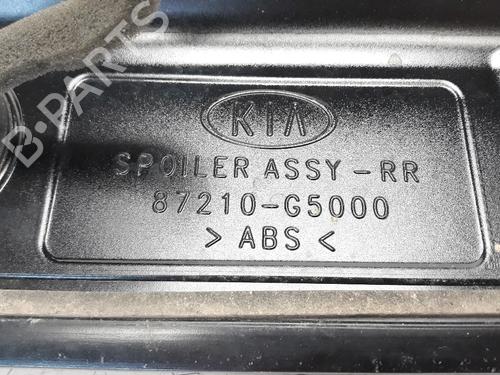 KIA
SPOILER ASSY-RR
87210-G5000
>ABS<
B-PARTS